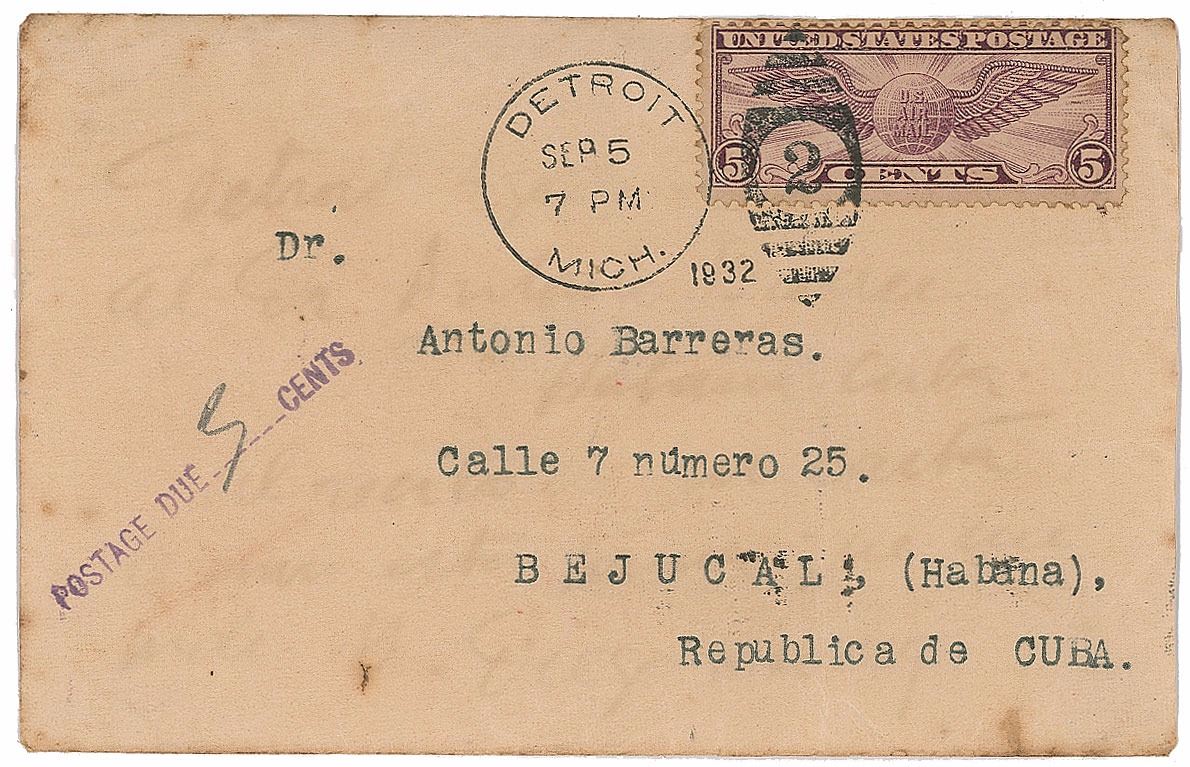 UNITED STATES POSTAGE
U.S.
AIR
MAIL
5 CENTS 5
DETROIT
SEP 5
7 PM
MICH.
1932
2
Dr.
Antonio Barreras.
Calle 7 número 25.
BEJUCAL, (Habana),
Republica de CUBA.
POSTAGE DUE 5 CENTS